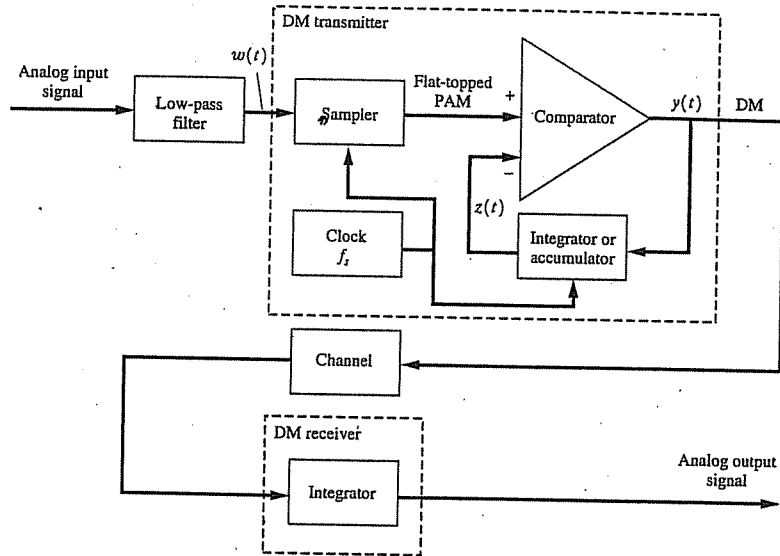 DM transmitter
w(t)
Analog input
signal
Low-pass
filter
Sampler
Flat-topped
PAM
+
−
Comparator
y(t)
DM
z(t)
Clock
fs
Integrator or
accumulator
Channel
DM receiver
Integrator
Analog output
signal